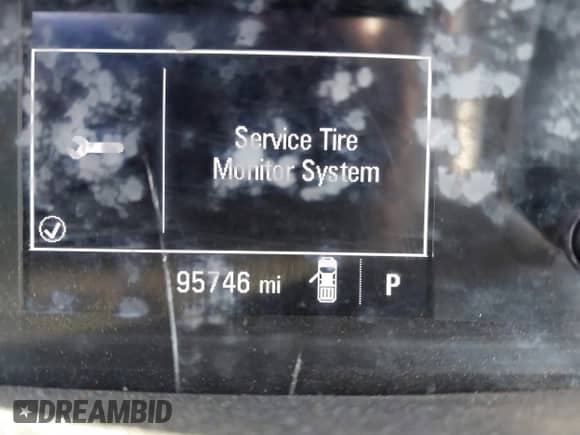 Service Tire
Monitor System
95746 mi
P
DREAMBID